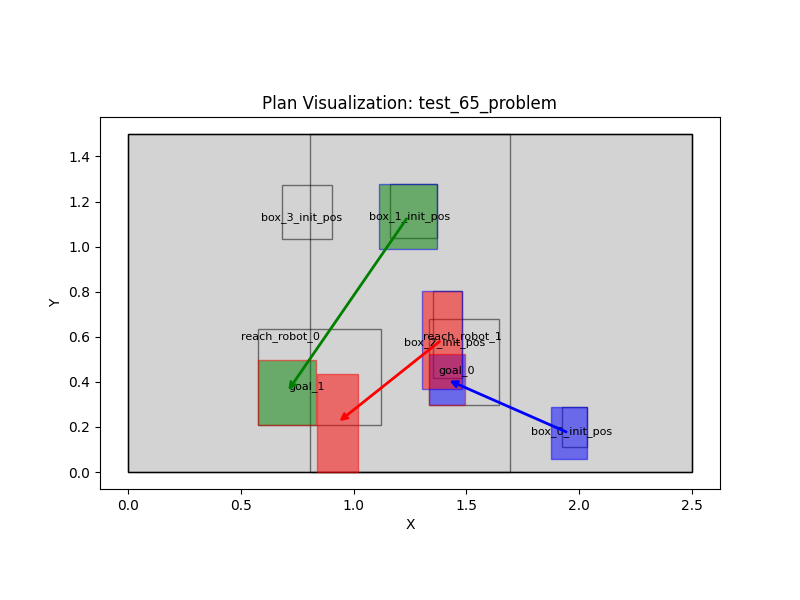 Plan Visualization: test_65_problem
Y
1.4
1.2
1.0
0.8
0.6
0.4
0.2
0.0
box_3_init_pos
box_1_init_pos
reach_robot_0
reach_robot_1
box_2_init_pos
goal_0
goal_1
box_0_init_pos
0.0
0.5
1.0
1.5
2.0
2.5
X